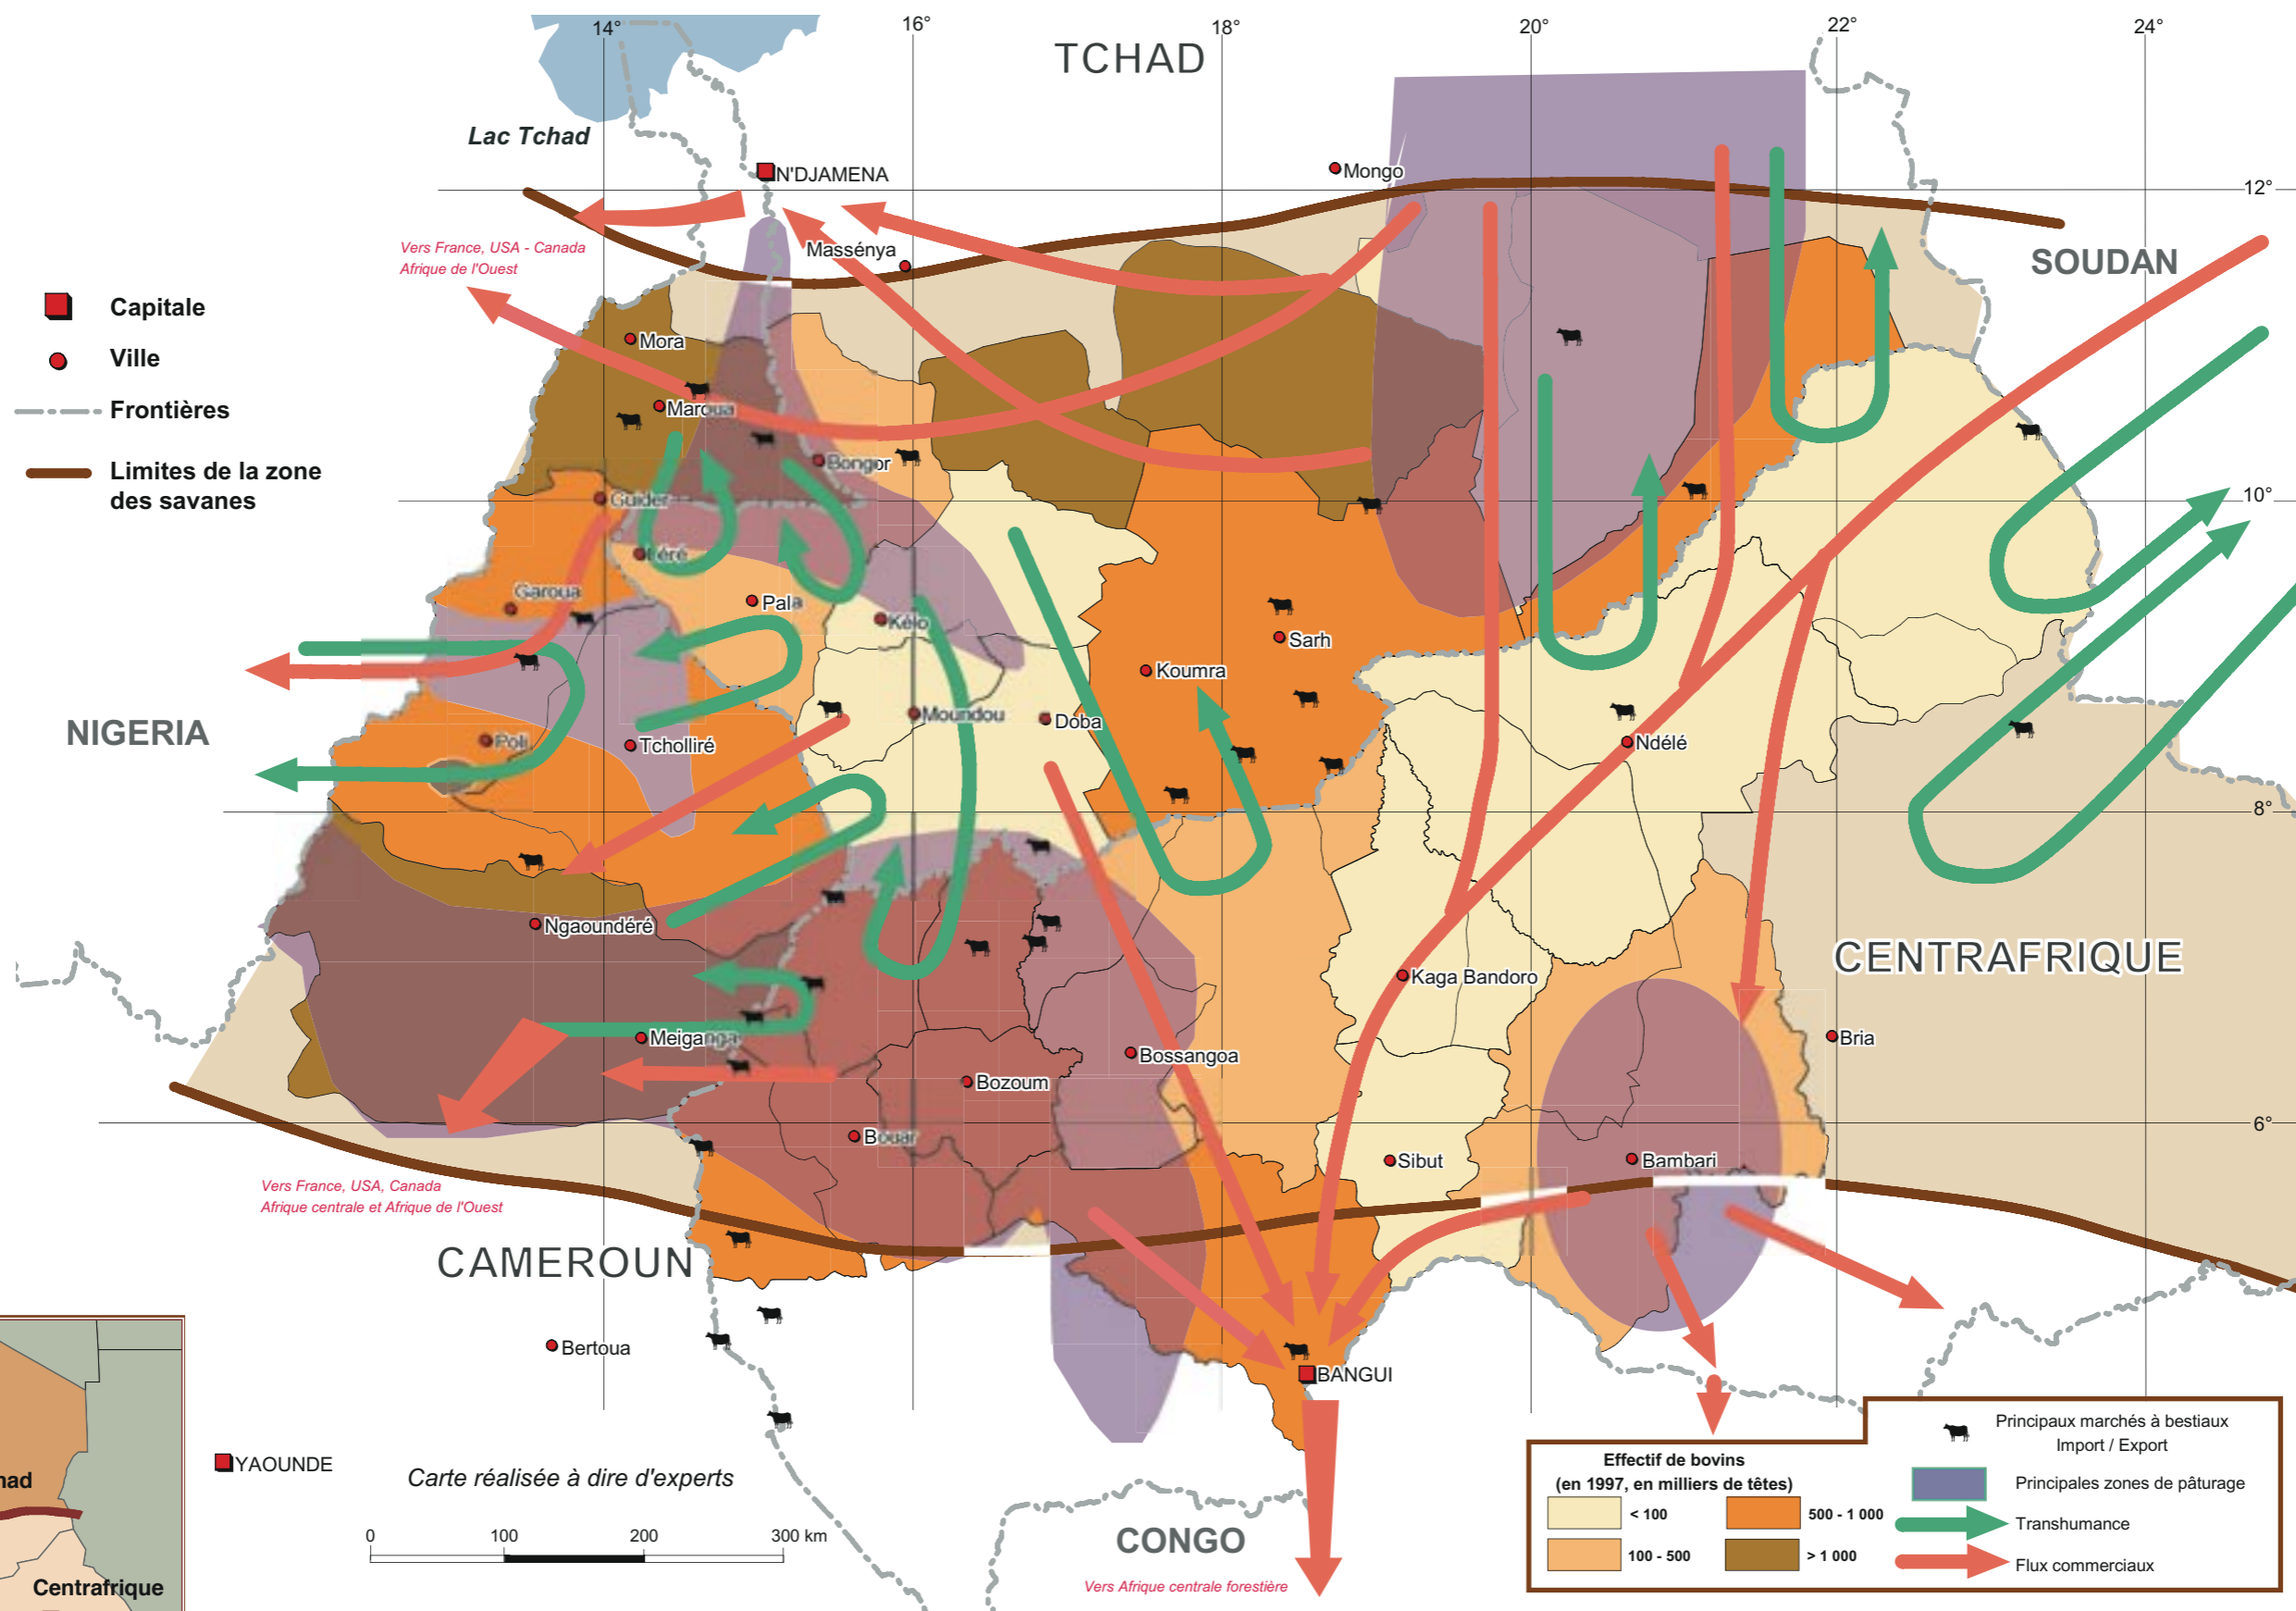 14°
16°
18°
20°
22°
24°
TCHAD
Lac Tchad
N'DJAMENA
Mongo
12°
Massénya
Vers France, USA - Canada
Afrique de l'Ouest
SOUDAN
Capitale
Ville
Frontières
Limites de la zone
des savanes
Mora
Maroua
Bongor
Guider
10°
Léré
Garoua
Pala
Kélo
Sarh
Koumra
NIGERIA
Moundou
Doba
Poli
Tcholliré
Ndélé
8°
Ngaoundéré
CENTRAFRIQUE
Kaga Bandoro
Meiganga
Bria
Bossangoa
Bozoum
6°
Bouar
Sibut
Bambari
Vers France, USA, Canada
Afrique centrale et Afrique de l'Ouest
CAMEROUN
Bertoua
BANGUI
YAOUNDE
Carte réalisée à dire d'experts
0 100 200 300 km
CONGO
Vers Afrique centrale forestière
Centrafrique
Effectif de bovins
(en 1997, en milliers de têtes)
< 100
500 - 1 000
100 - 500
> 1 000
Principaux marchés à bestiaux
Import / Export
Principales zones de pâturage
Transhumance
Flux commerciaux